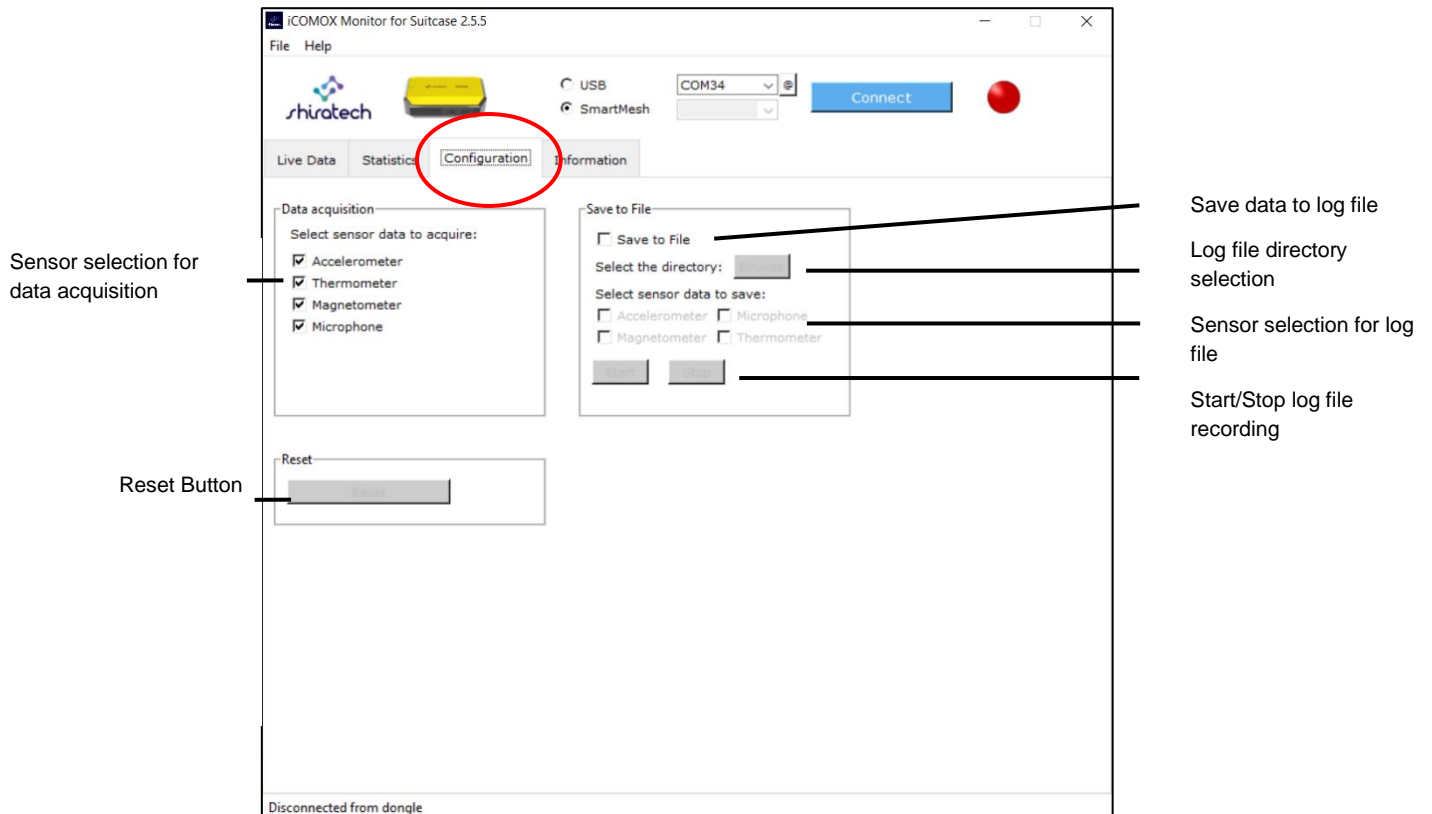 iCOMOX Monitor for Suitcase 2.5.5
File Help
shiratech
USB
COM34
@
SmartMesh
Connect
Live Data Statistics Configuration Information
Data acquisition
Select sensor data to acquire:
Accelerometer
Thermometer
Magnetometer
Microphone
Save to File
Save to File
Select the directory: Browse
Select sensor data to save:
Accelerometer Microphone
Magnetometer Thermometer
Start Stop
Reset
Reset
Disconnected from dongle
Sensor selection for
data acquisition
Reset Button
Save data to log file
Log file directory
selection
Sensor selection for log
file
Start/Stop log file
recording